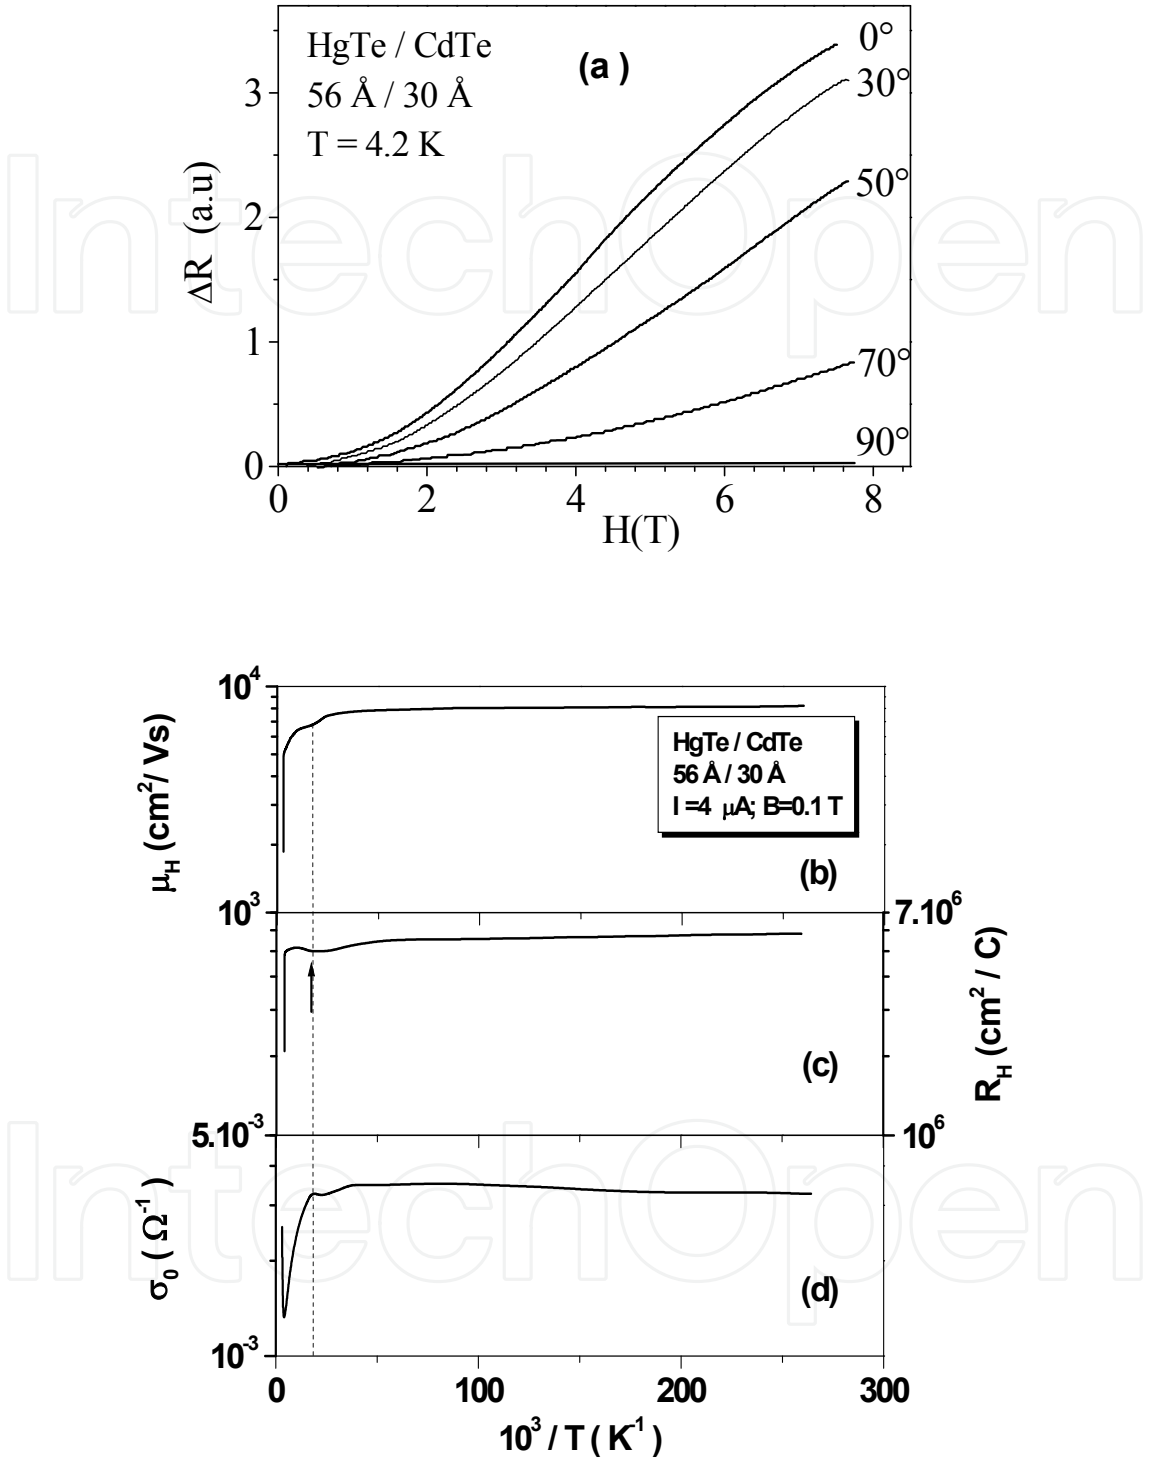 HgTe / CdTe
56 Å / 30 Å
T = 4.2 K
(a )
0°
30°
50°
70°
90°
3
2
1
0
ΔR (a.u)
0 2 4 6 8
H(T)
10⁴
μH (cm²/ Vs)
10³
HgTe / CdTe
56 Å / 30 Å
I =4 μA; B=0.1 T
(b)
7.10⁶
RH (cm² / C)
10⁶
(c)
5.10⁻³
σ0 ( Ω⁻¹)
10⁻³
(d)
0 100 200 300
10³ / T ( K⁻¹ )
IntechOpen
IntechOpen